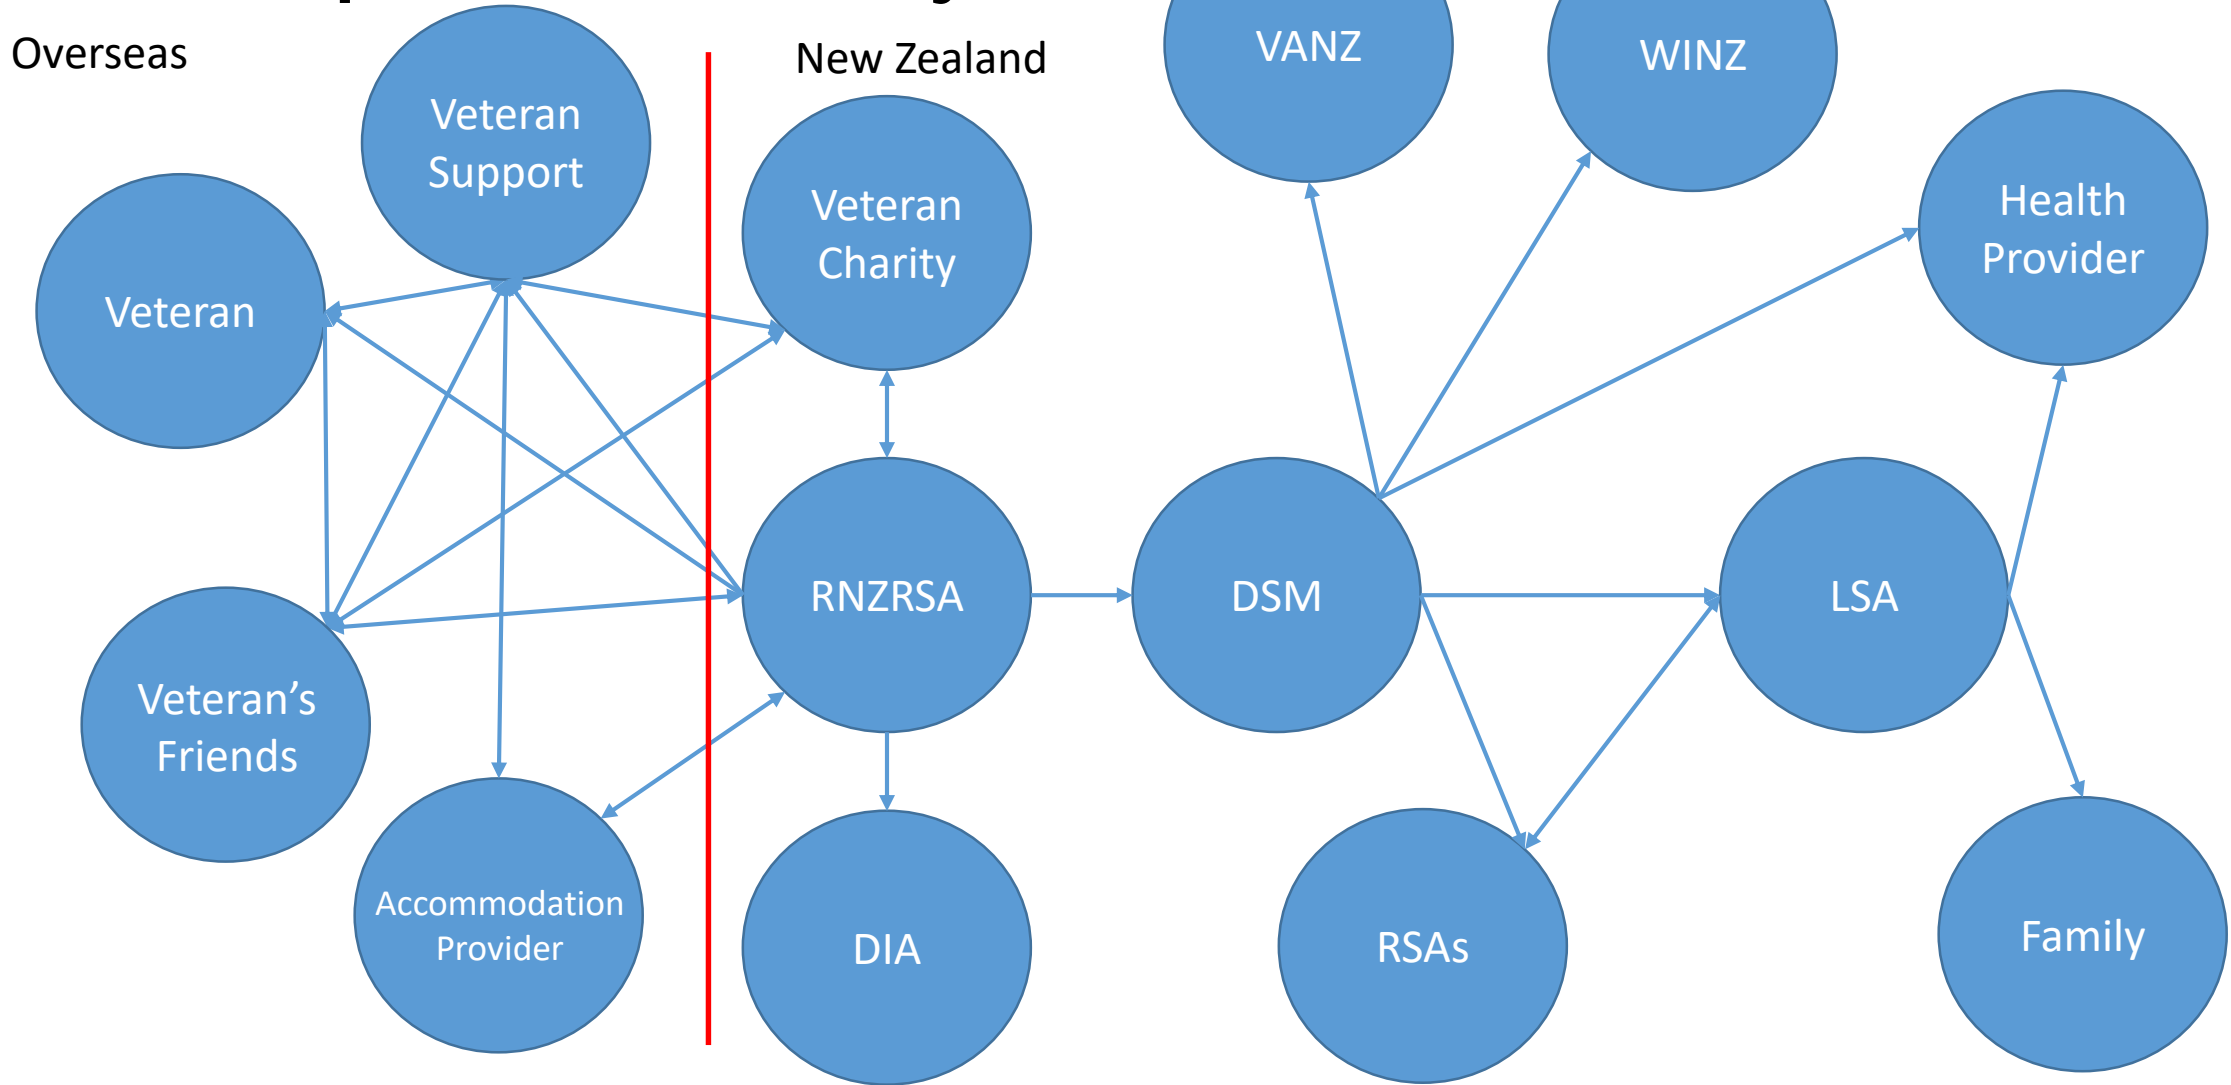 Overseas
New Zealand
VANZ
WINZ
Veteran
Support
Veteran
Charity
Health
Provider
Veteran
RNZRSA
DSM
LSA
Veteran’s
Friends
Accommodation
Provider
DIA
RSAs
Family